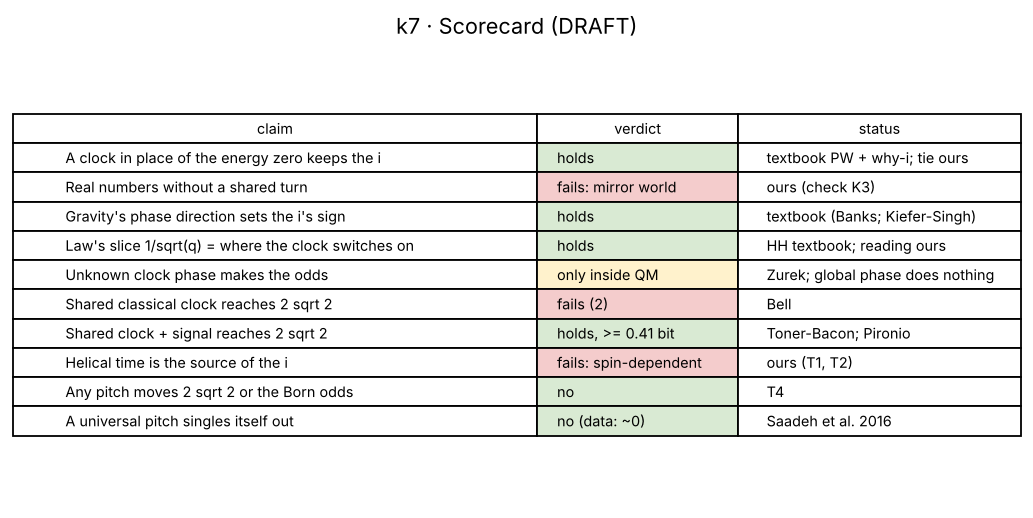 k7 · Scorecard (DRAFT)
claim verdict status
A clock in place of the energy zero keeps the i holds textbook PW + why-i; tie ours
Real numbers without a shared turn fails: mirror world ours (check K3)
Gravity's phase direction sets the i's sign holds textbook (Banks; Kiefer-Singh)
Law's slice 1/sqrt(q) = where the clock switches on holds HH textbook; reading ours
Unknown clock phase makes the odds only inside QM Zurek; global phase does nothing
Shared classical clock reaches 2 sqrt 2 fails (2) Bell
Shared clock + signal reaches 2 sqrt 2 holds, >= 0.41 bit Toner-Bacon; Pironio
Helical time is the source of the i fails: spin-dependent ours (T1, T2)
Any pitch moves 2 sqrt 2 or the Born odds no T4
A universal pitch singles itself out no (data: ~0) Saadeh et al. 2016